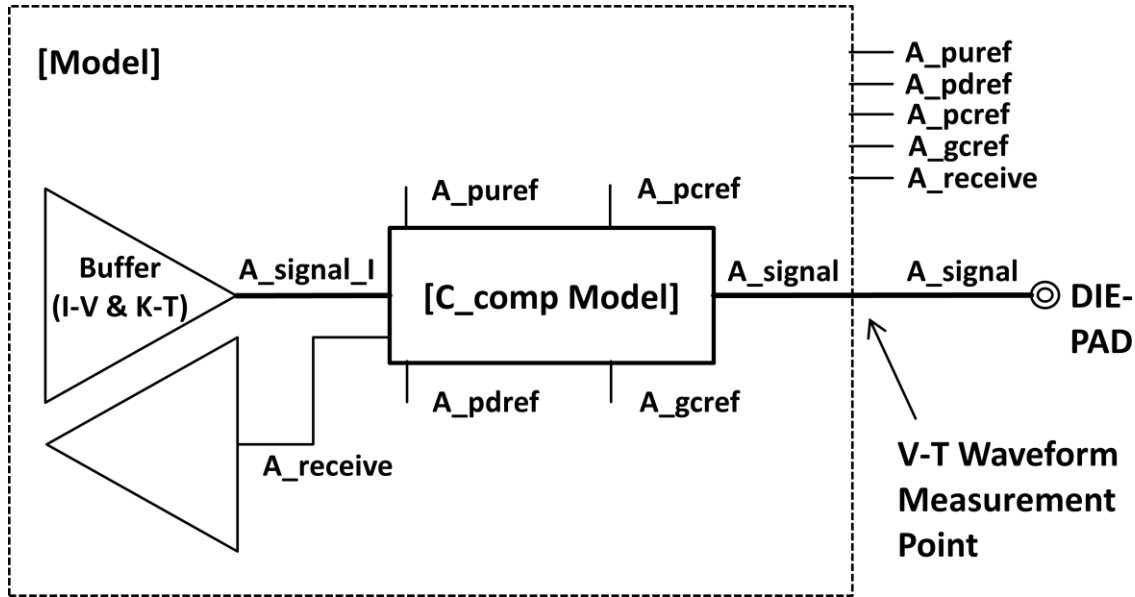 [Model]
A_puref
A_pdref
A_pcref
A_gcref
A_receive
A_puref
A_pcref
Buffer
(I-V & K-T)
A_signal_I
[C_comp Model]
A_signal
A_signal
DIE-
PAD
A_pdref
A_gcref
A_receive
V-T Waveform
Measurement
Point